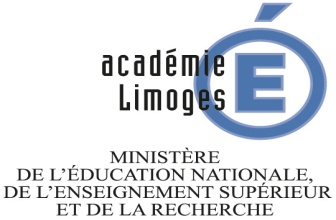 académie
Limoges
É
MINISTÈRE
DE L'ÉDUCATION NATIONALE,
DE L'ENSEIGNEMENT SUPÉRIEUR
ET DE LA RECHERCHE